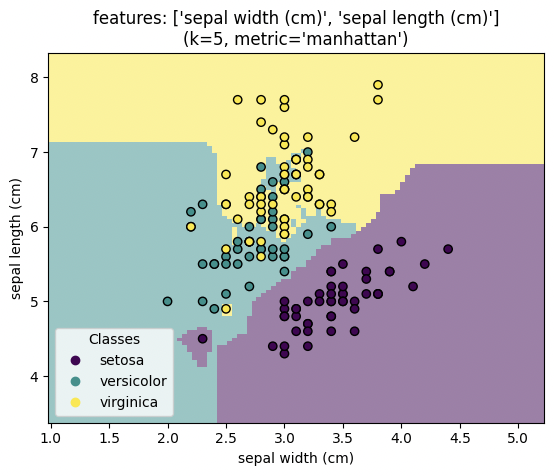 features: ['sepal width (cm)', 'sepal length (cm)']
(k=5, metric='manhattan')
sepal length (cm)
8
7
6
5
4
Classes
setosa
versicolor
virginica
1.0 1.5 2.0 2.5 3.0 3.5 4.0 4.5 5.0
sepal width (cm)